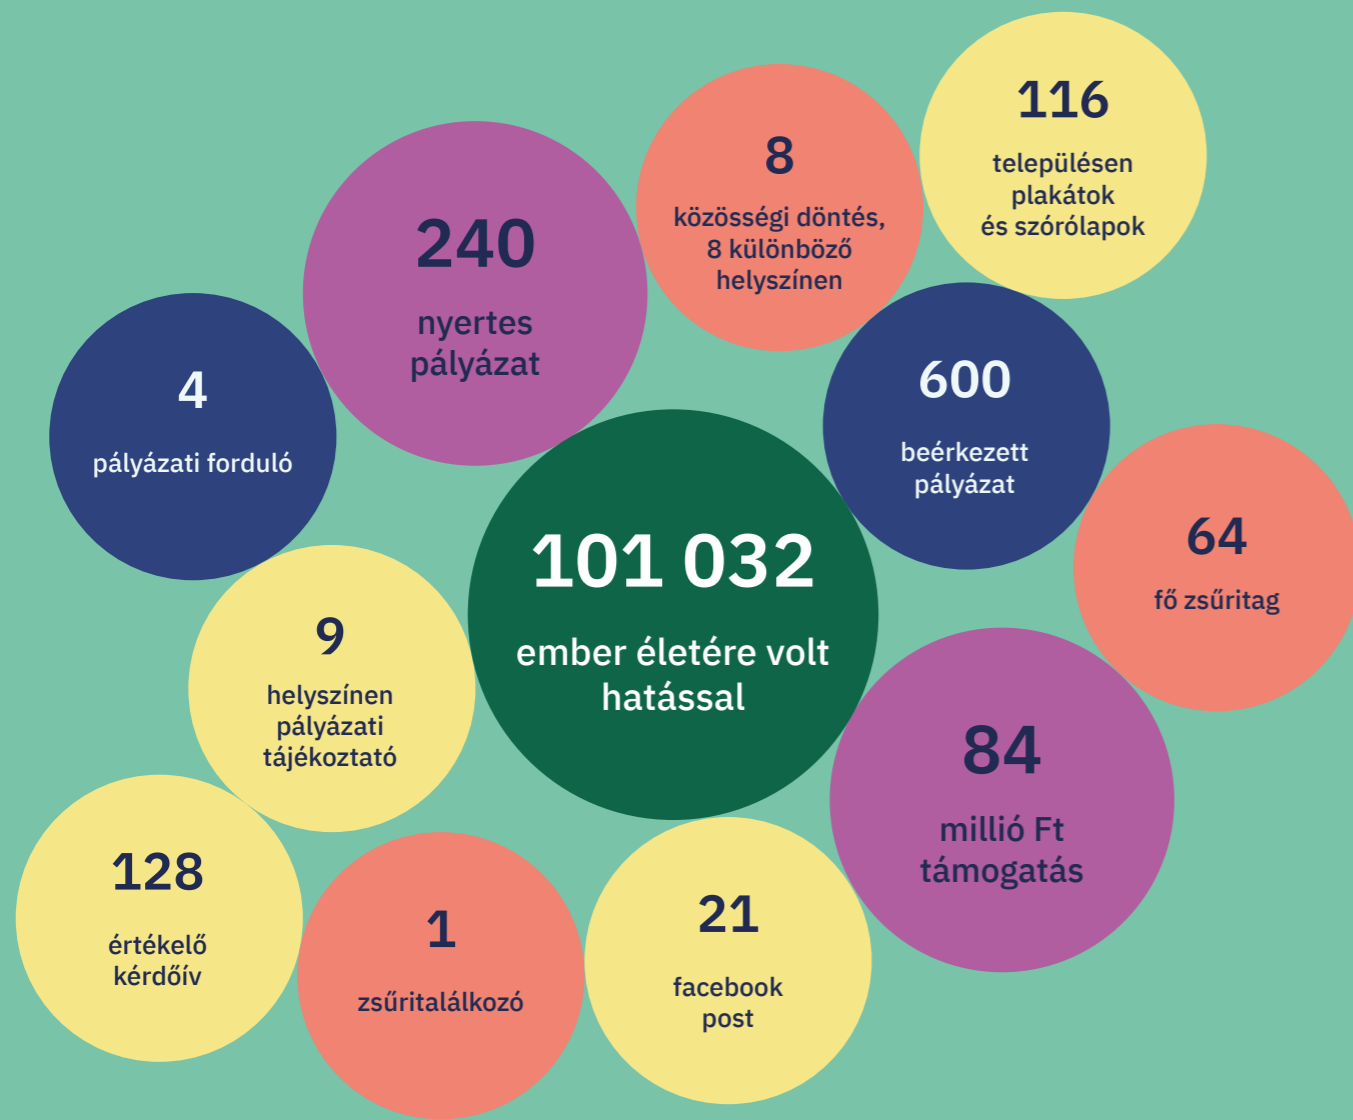 116
településen
plakátok
és szórólapok
8
közösségi döntés,
8 különböző
helyszínen
240
nyertes
pályázat
4
pályázati forduló
600
beérkezett
pályázat
64
fő zsűritag
101 032
ember életére volt
hatással
9
helyszínen
pályázati
tájékoztató
84
millió Ft
támogatás
128
értékelő
kérdőív
1
zsűritalálkozó
21
facebook
post